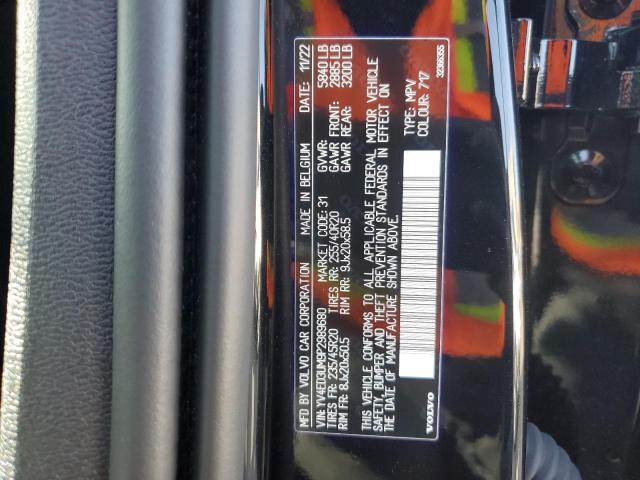 MFD BY VOLVO CAR CORPORATION MADE IN BELGIUM DATE: 11/22
VIN: YV4ED3UM8P2989680 MARKET CODE: 31 GVWR: 5840 LB
TIRES FR: 235/45R20 TIRES RR: 255/40R20 GAWR FRONT: 2885 LB
RIM FR: 8Jx20x50.5 RIM RR: 9Jx20x58.5 GAWR REAR: 3200 LB
THIS VEHICLE CONFORMS TO ALL APPLICABLE FEDERAL MOTOR VEHICLE
SAFETY, BUMPER AND THEFT PREVENTION STANDARDS IN EFFECT ON
THE DATE OF MANUFACTURE SHOWN ABOVE.
TYPE: MPV
COLOUR: 717
VOLVO 32366355